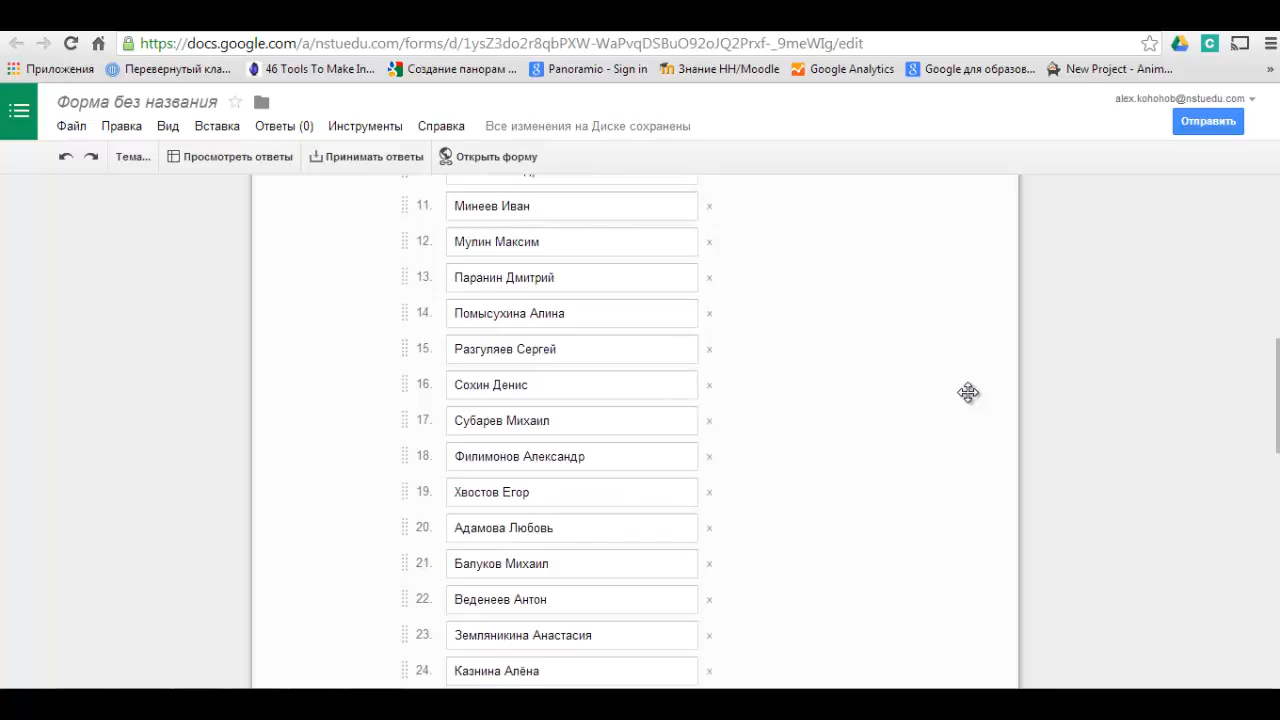 https://docs.google.com/a/nstuedu.com/forms/d/1ysZ3do2r8qbPXW-WaPvqDSBuO92oJQ2Prxf-_9meWIg/edit
Приложения Перевернутый кла... 46 Tools To Make In... Создание панорам ... Panoramio - Sign in Знание НН/Moodle Google Analytics Google для образов... New Project - Anim... »
Форма без названия
alex.kohohob@nstuedu.com
Файл Правка Вид Вставка Ответы (0) Инструменты Справка Все изменения на Диске сохранены
Отправить
Тема... Просмотреть ответы Принимать ответы Открыть форму
11. Минеев Иван x
12. Мулин Максим x
13. Паранин Дмитрий x
14. Помысухина Алина x
15. Разгуляев Сергей x
16. Сохин Денис x
17. Субарев Михаил x
18. Филимонов Александр x
19. Хвостов Егор x
20. Адамова Любовь x
21. Балуков Михаил x
22. Веденеев Антон x
23. Земляникина Анастасия x
24. Казнина Алёна x